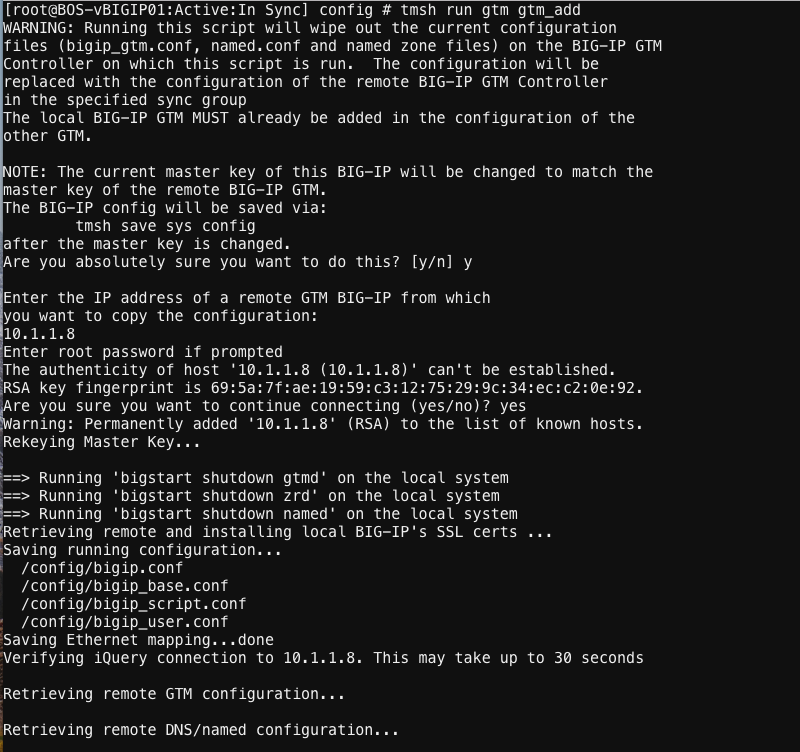 [root@BOS-vBIGIP01:Active:In Sync] config # tmsh run gtm gtm_add
WARNING: Running this script will wipe out the current configuration
files (bigip_gtm.conf, named.conf and named zone files) on the BIG-IP GTM
Controller on which this script is run.  The configuration will be
replaced with the configuration of the remote BIG-IP GTM Controller
in the specified sync group
The local BIG-IP GTM MUST already be added in the configuration of the
other GTM.

NOTE: The current master key of this BIG-IP will be changed to match the
master key of the remote BIG-IP GTM.
The BIG-IP config will be saved via:
        tmsh save sys config
after the master key is changed.
Are you absolutely sure you want to do this? [y/n] y

Enter the IP address of a remote GTM BIG-IP from which
you want to copy the configuration:
10.1.1.8
Enter root password if prompted
The authenticity of host '10.1.1.8 (10.1.1.8)' can't be established.
RSA key fingerprint is 69:5a:7f:ae:19:59:c3:12:75:29:9c:34:ec:c2:0e:92.
Are you sure you want to continue connecting (yes/no)? yes
Warning: Permanently added '10.1.1.8' (RSA) to the list of known hosts.
Rekeying Master Key...

==> Running 'bigstart shutdown gtmd' on the local system
==> Running 'bigstart shutdown zrd' on the local system
==> Running 'bigstart shutdown named' on the local system
Retrieving remote and installing local BIG-IP's SSL certs ...
Saving running configuration...
  /config/bigip.conf
  /config/bigip_base.conf
  /config/bigip_script.conf
  /config/bigip_user.conf
Saving Ethernet mapping...done
Verifying iQuery connection to 10.1.1.8. This may take up to 30 seconds

Retrieving remote GTM configuration...

Retrieving remote DNS/named configuration...